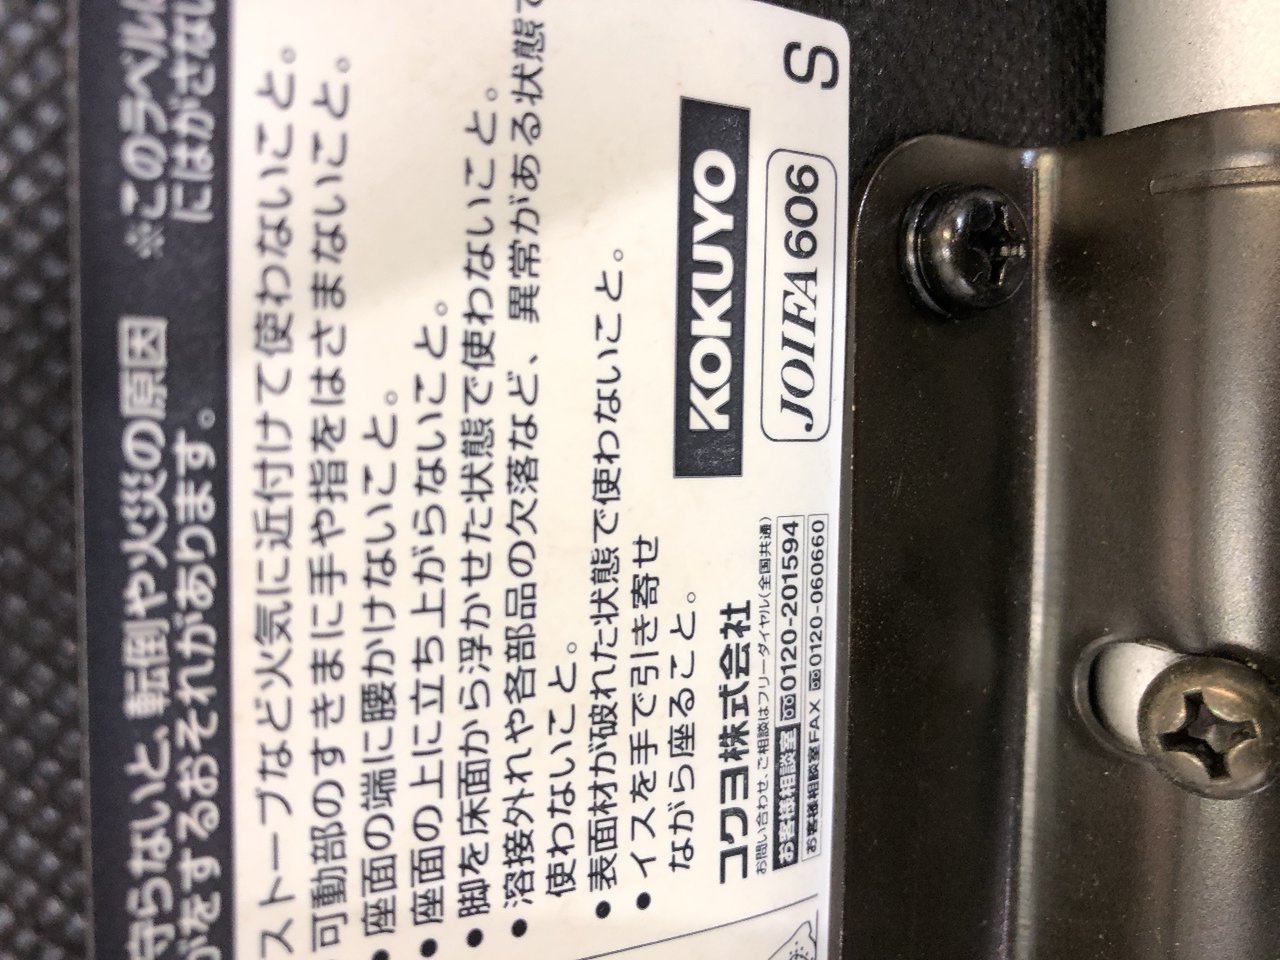 守らないと、転倒や火災の原因
がをするおそれがあります。
※このラベルは
にはがさない
ストーブなど火気に近付けて使わないこと。
可動部のすきまに手や指をはさまないこと。
● 座面の端に腰かけないこと。
● 座面の上に立ち上がらないこと。
● 脚を床面から浮かせた状態で使わないこと。
● 溶接外れや各部品の欠落など、異常がある状態で
使わないこと。
● 表面材が破れた状態で使わないこと。
● イスを手で引き寄せ
ながら座ること。
コクヨ株式会社
お問い合わせ、ご相談はフリーダイヤル(全国共通)
お客様相談室 0120-201594
お客様相談室FAX 0120-060660
KOKUYO
JOIFA606
S